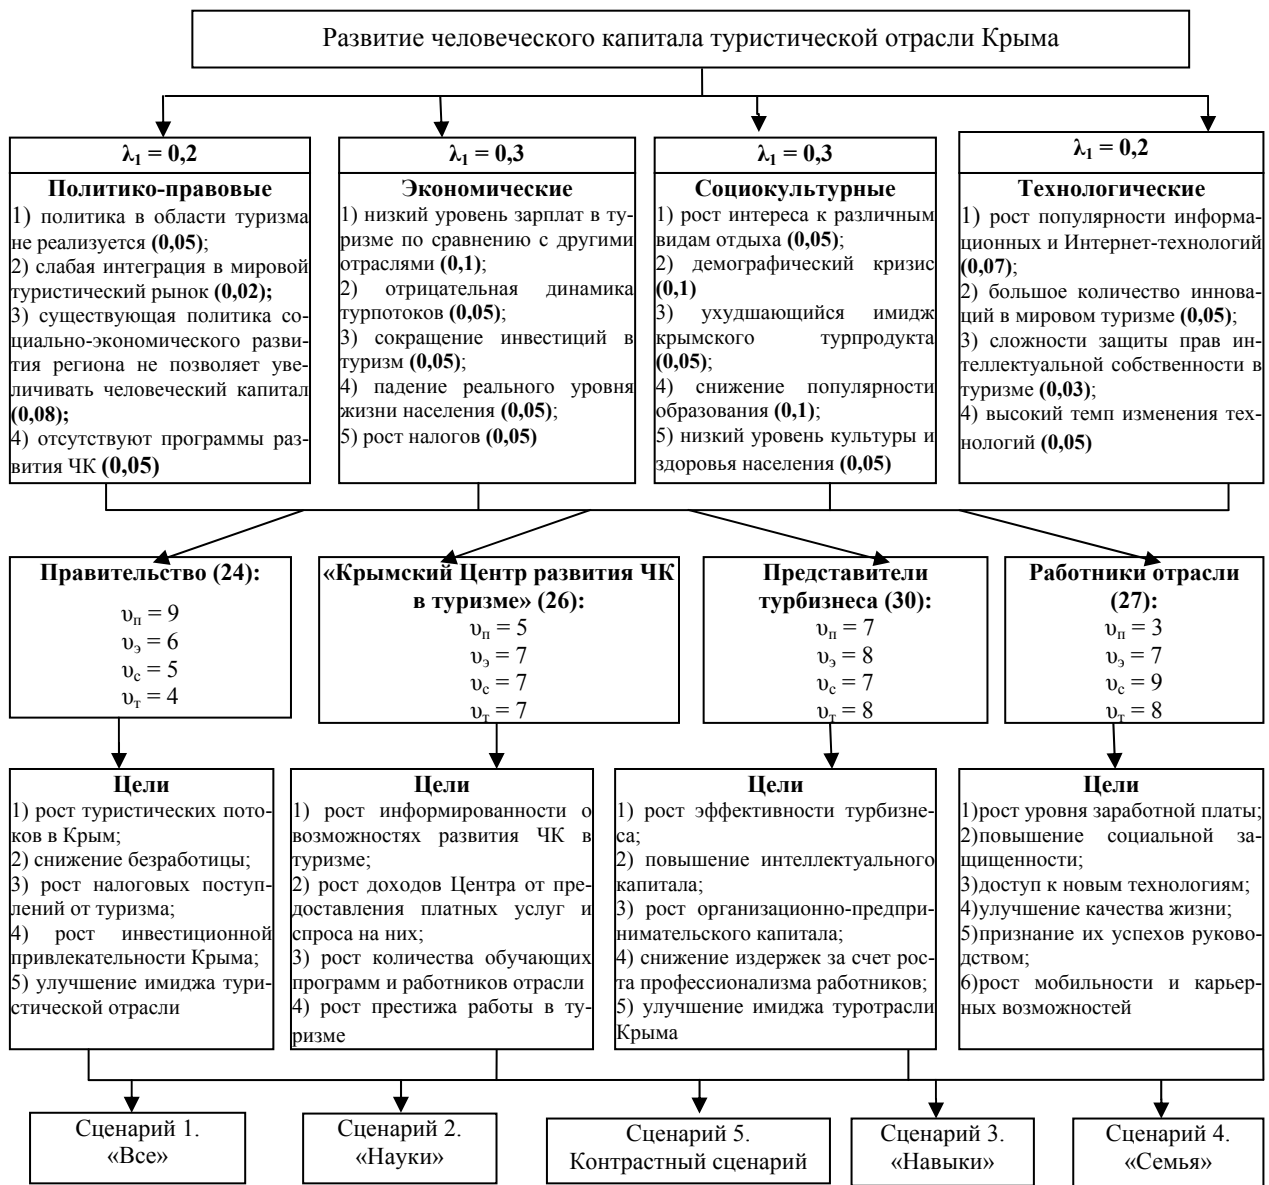 Развитие человеческого капитала туристической отрасли Крыма
λ₁ = 0,2
Политико-правовые
1) политика в области туризма
не реализуется (0,05);
2) слабая интеграция в мировой
туристический рынок (0,02);
3) существующая политика со-
циально-экономического разви-
тия региона не позволяет уве-
личивать человеческий капитал
(0,08);
4) отсутствуют программы раз-
вития ЧК (0,05)
λ₁ = 0,3
Экономические
1) низкий уровень зарплат в ту-
ризме по сравнению с другими
отраслями (0,1);
2) отрицательная динамика
турпотоков (0,05);
3) сокращение инвестиций в
туризм (0,05);
4) падение реального уровня
жизни населения (0,05);
5) рост налогов (0,05)
λ₁ = 0,3
Социокультурные
1) рост интереса к различным
видам отдыха (0,05);
2) демографический кризис
(0,1)
3) ухудшающийся имидж
крымского турпродукта
(0,05);
4) снижение популярности
образования (0,1);
5) низкий уровень культуры и
здоровья населения (0,05)
λ₁ = 0,2
Технологические
1) рост популярности информа-
ционных и Интернет-технологий
(0,07);
2) большое количество иннова-
ций в мировом туризме (0,05);
3) сложности защиты прав ин-
теллектуальной собственности в
туризме (0,03);
4) высокий темп изменения тех-
нологий (0,05)
Правительство (24):
υп = 9
υэ = 6
υс = 5
υт = 4
«Крымский Центр развития ЧК
в туризме» (26):
υп = 5
υэ = 7
υс = 7
υт = 7
Представители
турбизнеса (30):
υп = 7
υэ = 8
υс = 7
υт = 8
Работники отрасли
(27):
υп = 3
υэ = 7
υс = 9
υт = 8
Цели
1) рост туристических пото-
ков в Крым;
2) снижение безработицы;
3) рост налоговых поступ-
лений от туризма;
4) рост инвестиционной
привлекательности Крыма;
5) улучшение имиджа тури-
стической отрасли
Цели
1) рост информированности о
возможностях развития ЧК в
туризме;
2) рост доходов Центра от пре-
доставления платных услуг и
спроса на них;
3) рост количества обучающих
программ и работников отрасли
4) рост престижа работы в ту-
ризме
Цели
1) рост эффективности турбизне-
са;
2) повышение интеллектуального
капитала;
3) рост организационно-предпри-
нимательского капитала;
4) снижение издержек за счет рос-
та профессионализма работников;
5) улучшение имиджа туротрасли
Крыма
Цели
1)рост уровня заработной платы;
2)повышение социальной за-
щищенности;
3)доступ к новым технологиям;
4)улучшение качества жизни;
5)признание их успехов руково-
дством;
6)рост мобильности и карьер-
ных возможностей
Сценарий 1.
«Все»
Сценарий 2.
«Науки»
Сценарий 5.
Контрастный сценарий
Сценарий 3.
«Навыки»
Сценарий 4.
«Семья»